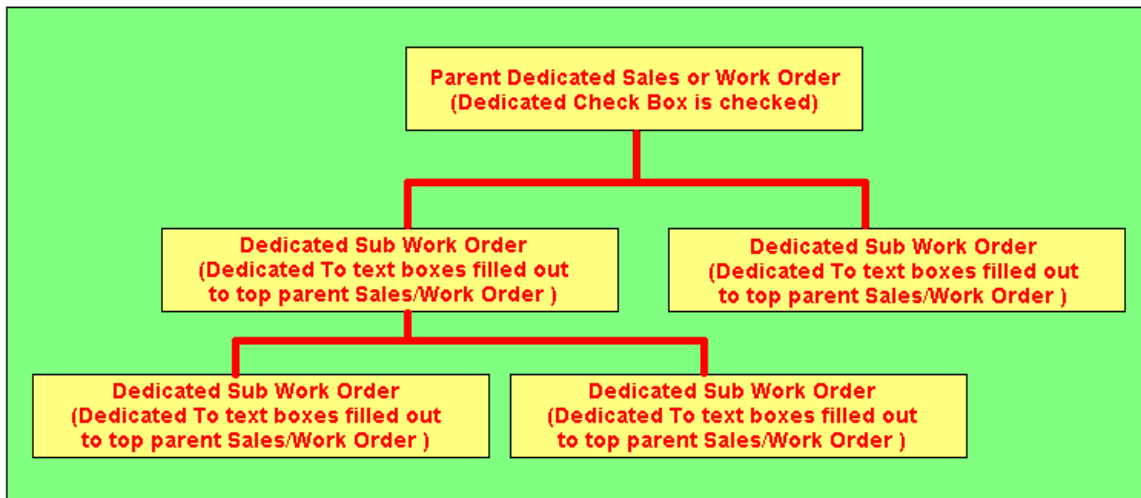 Parent Dedicated Sales or Work Order
(Dedicated Check Box is checked)
Dedicated Sub Work Order
(Dedicated To text boxes filled out
to top parent Sales/Work Order )
Dedicated Sub Work Order
(Dedicated To text boxes filled out
to top parent Sales/Work Order )
Dedicated Sub Work Order
(Dedicated To text boxes filled out
to top parent Sales/Work Order )
Dedicated Sub Work Order
(Dedicated To text boxes filled out
to top parent Sales/Work Order )